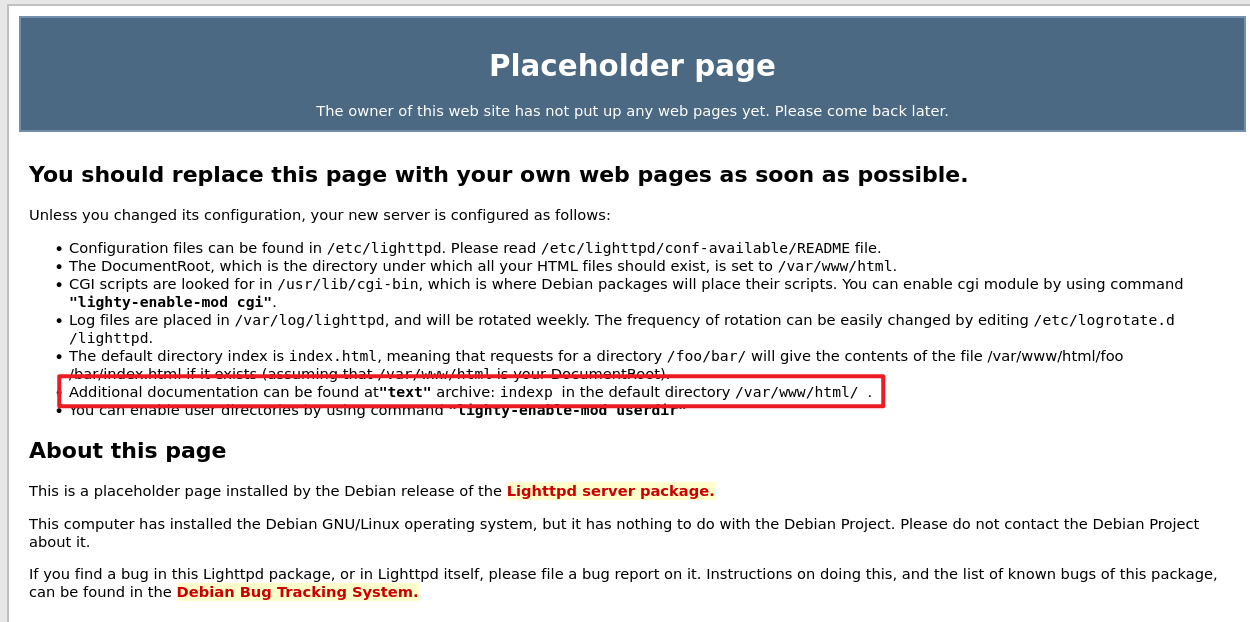 Placeholder page
The owner of this web site has not put up any web pages yet. Please come back later.
You should replace this page with your own web pages as soon as possible.
Unless you changed its configuration, your new server is configured as follows:
• Configuration files can be found in /etc/lighttpd. Please read /etc/lighttpd/conf-available/README file.
• The DocumentRoot, which is the directory under which all your HTML files should exist, is set to /var/www/html.
• CGI scripts are looked for in /usr/lib/cgi-bin, which is where Debian packages will place their scripts. You can enable cgi module by using command
"lighty-enable-mod cgi".
• Log files are placed in /var/log/lighttpd, and will be rotated weekly. The frequency of rotation can be easily changed by editing /etc/logrotate.d
/lighttpd.
• The default directory index is index.html, meaning that requests for a directory /foo/bar/ will give the contents of the file /var/www/html/foo
/bar/index.html if it exists (assuming that /var/www/html is your DocumentRoot).
• Additional documentation can be found at"text" archive: indexp in the default directory /var/www/html/ .
• You can enable user directories by using command "lighty-enable-mod userdir"
About this page
This is a placeholder page installed by the Debian release of the Lighttpd server package.
This computer has installed the Debian GNU/Linux operating system, but it has nothing to do with the Debian Project. Please do not contact the Debian Project
about it.
If you find a bug in this Lighttpd package, or in Lighttpd itself, please file a bug report on it. Instructions on doing this, and the list of known bugs of this package,
can be found in the Debian Bug Tracking System.